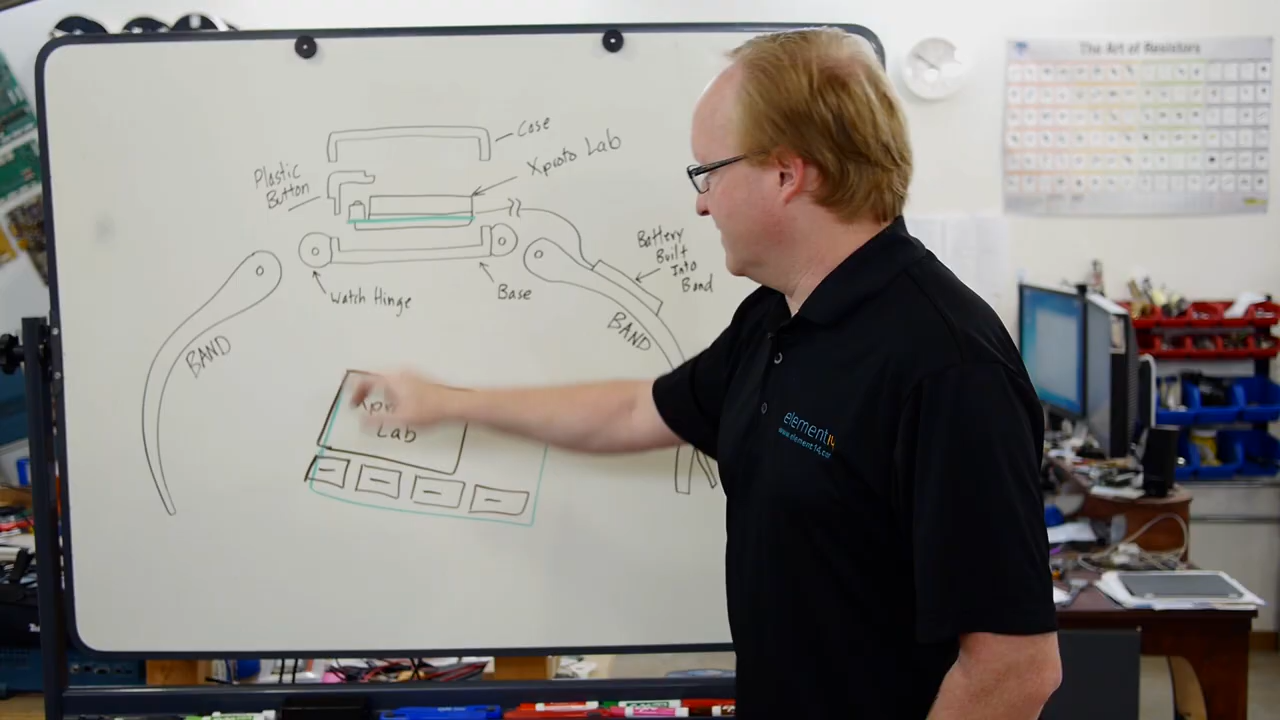 The Art of Resistors
Case
Xproto Lab
Plastic
Button
Battery
Built
Into
Band
Watch Hinge
Base
BAND
BAND
Lab
element14
www.element14.com